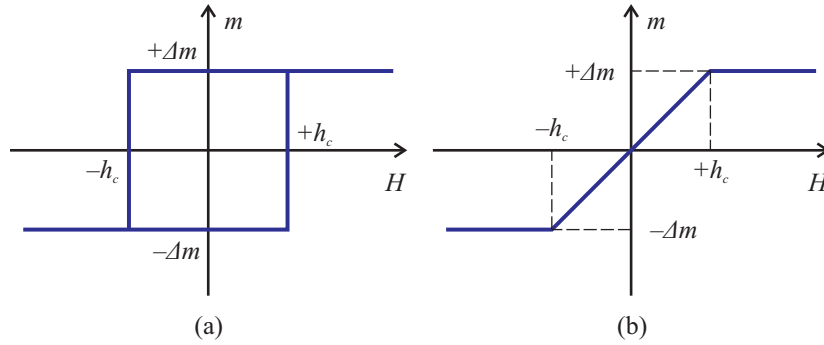 m
+Δm
+h_c
–h_c
H
–Δm
(a)
m
+Δm
–h_c
+h_c
H
–Δm
(b)